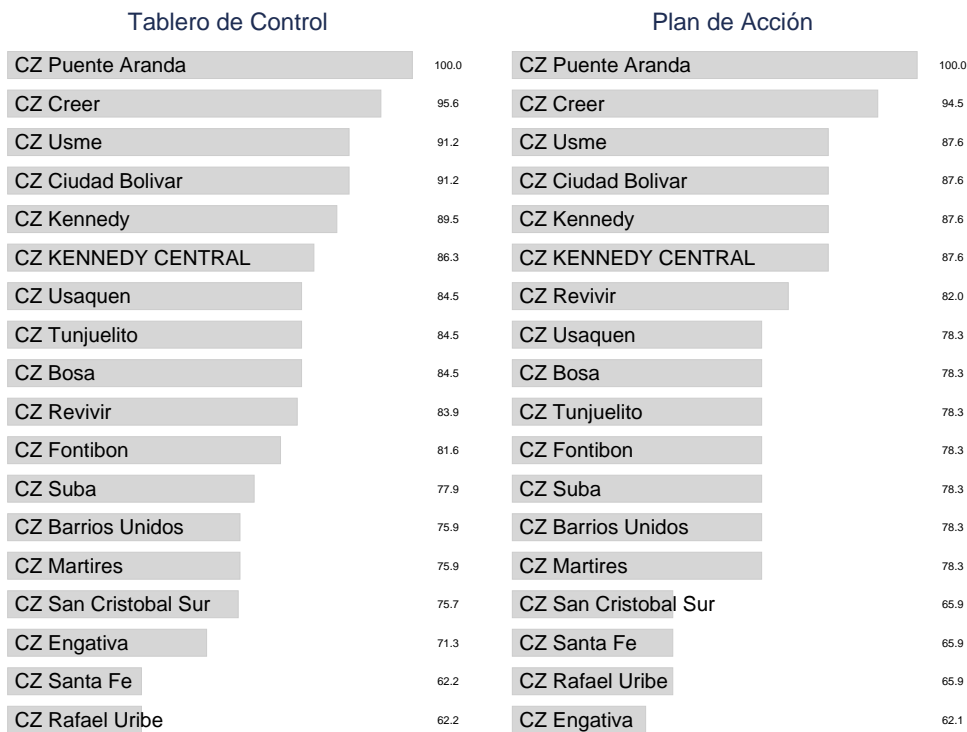 Tablero de Control
CZ Puente Aranda 100.0
CZ Creer 95.6
CZ Usme 91.2
CZ Ciudad Bolivar 91.2
CZ Kennedy 89.5
CZ KENNEDY CENTRAL 86.3
CZ Usaquen 84.5
CZ Tunjuelito 84.5
CZ Bosa 84.5
CZ Revivir 83.9
CZ Fontibon 81.6
CZ Suba 77.9
CZ Barrios Unidos 75.9
CZ Martires 75.9
CZ San Cristobal Sur 75.7
CZ Engativa 71.3
CZ Santa Fe 62.2
CZ Rafael Uribe 62.2
Plan de Acción
CZ Puente Aranda 100.0
CZ Creer 94.5
CZ Usme 87.6
CZ Ciudad Bolivar 87.6
CZ Kennedy 87.6
CZ KENNEDY CENTRAL 87.6
CZ Revivir 82.0
CZ Usaquen 78.3
CZ Bosa 78.3
CZ Tunjuelito 78.3
CZ Fontibon 78.3
CZ Suba 78.3
CZ Barrios Unidos 78.3
CZ Martires 78.3
CZ San Cristobal Sur 65.9
CZ Santa Fe 65.9
CZ Rafael Uribe 65.9
CZ Engativa 62.1